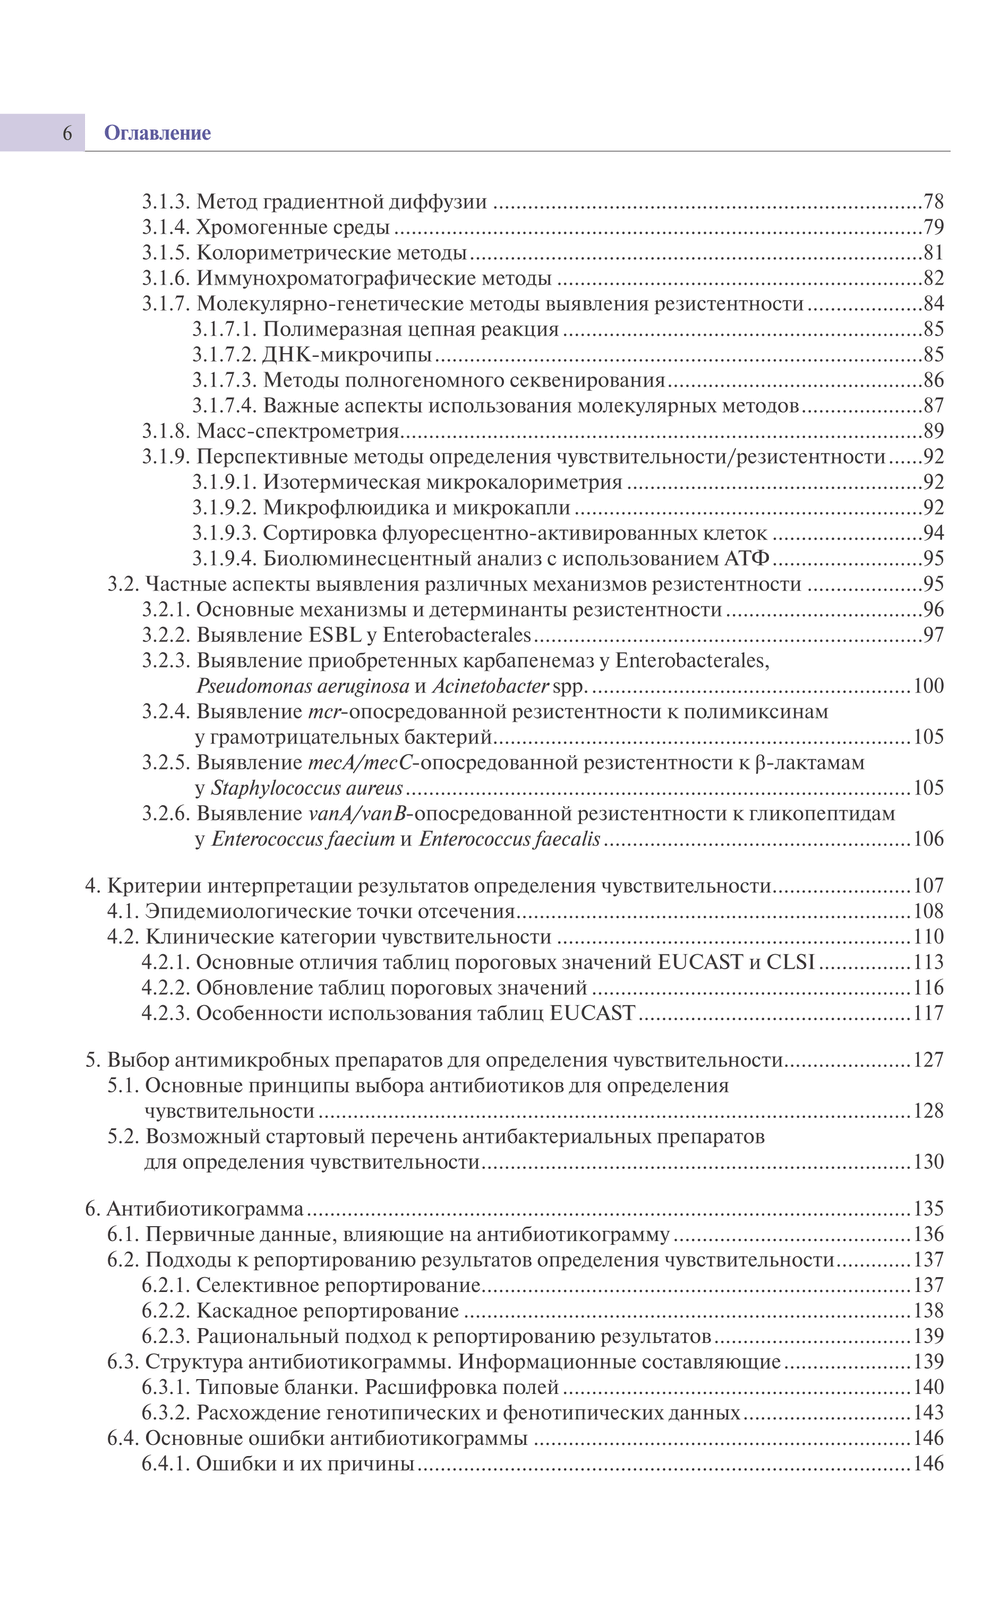 6 Оглавление
3.1.3. Метод градиентной диффузии ..........78
3.1.4. Хромогенные среды ..........79
3.1.5. Колориметрические методы ..........81
3.1.6. Иммунохроматографические методы ..........82
3.1.7. Молекулярно-генетические методы выявления резистентности ..........84
3.1.7.1. Полимеразная цепная реакция ..........85
3.1.7.2. ДНК-микрочипы ..........85
3.1.7.3. Методы полногеномного секвенирования ..........86
3.1.7.4. Важные аспекты использования молекулярных методов ..........87
3.1.8. Масс-спектрометрия ..........89
3.1.9. Перспективные методы определения чувствительности/резистентности ......92
3.1.9.1. Изотермическая микрокалориметрия ..........92
3.1.9.2. Микрофлюидика и микрокапли ..........92
3.1.9.3. Сортировка флуоресцентно-активированных клеток ..........94
3.1.9.4. Биолюминесцентный анализ с использованием АТФ ..........95
3.2. Частные аспекты выявления различных механизмов резистентности ..........95
3.2.1. Основные механизмы и детерминанты резистентности ..........96
3.2.2. Выявление ESBL у Enterobacterales ..........97
3.2.3. Выявление приобретенных карбапенемаз у Enterobacterales,
Pseudomonas aeruginosa и Acinetobacter spp. ..........100
3.2.4. Выявление mcr-опосредованной резистентности к полимиксинам
у грамотрицательных бактерий ..........105
3.2.5. Выявление mecA/mecC-опосредованной резистентности к β-лактамам
у Staphylococcus aureus ..........105
3.2.6. Выявление vanA/vanB-опосредованной резистентности к гликопептидам
у Enterococcus faecium и Enterococcus faecalis ..........106
4. Критерии интерпретации результатов определения чувствительности ..........107
4.1. Эпидемиологические точки отсечения ..........108
4.2. Клинические категории чувствительности ..........110
4.2.1. Основные отличия таблиц пороговых значений EUCAST и CLSI ..........113
4.2.2. Обновление таблиц пороговых значений ..........116
4.2.3. Особенности использования таблиц EUCAST ..........117
5. Выбор антимикробных препаратов для определения чувствительности ..........127
5.1. Основные принципы выбора антибиотиков для определения
чувствительности ..........128
5.2. Возможный стартовый перечень антибактериальных препаратов
для определения чувствительности ..........130
6. Антибиотикограмма ..........135
6.1. Первичные данные, влияющие на антибиотикограмму ..........136
6.2. Подходы к репортированию результатов определения чувствительности ..........137
6.2.1. Селективное репортирование ..........137
6.2.2. Каскадное репортирование ..........138
6.2.3. Рациональный подход к репортированию результатов ..........139
6.3. Структура антибиотикограммы. Информационные составляющие ..........139
6.3.1. Типовые бланки. Расшифровка полей ..........140
6.3.2. Расхождение генотипических и фенотипических данных ..........143
6.4. Основные ошибки антибиотикограммы ..........146
6.4.1. Ошибки и их причины ..........146